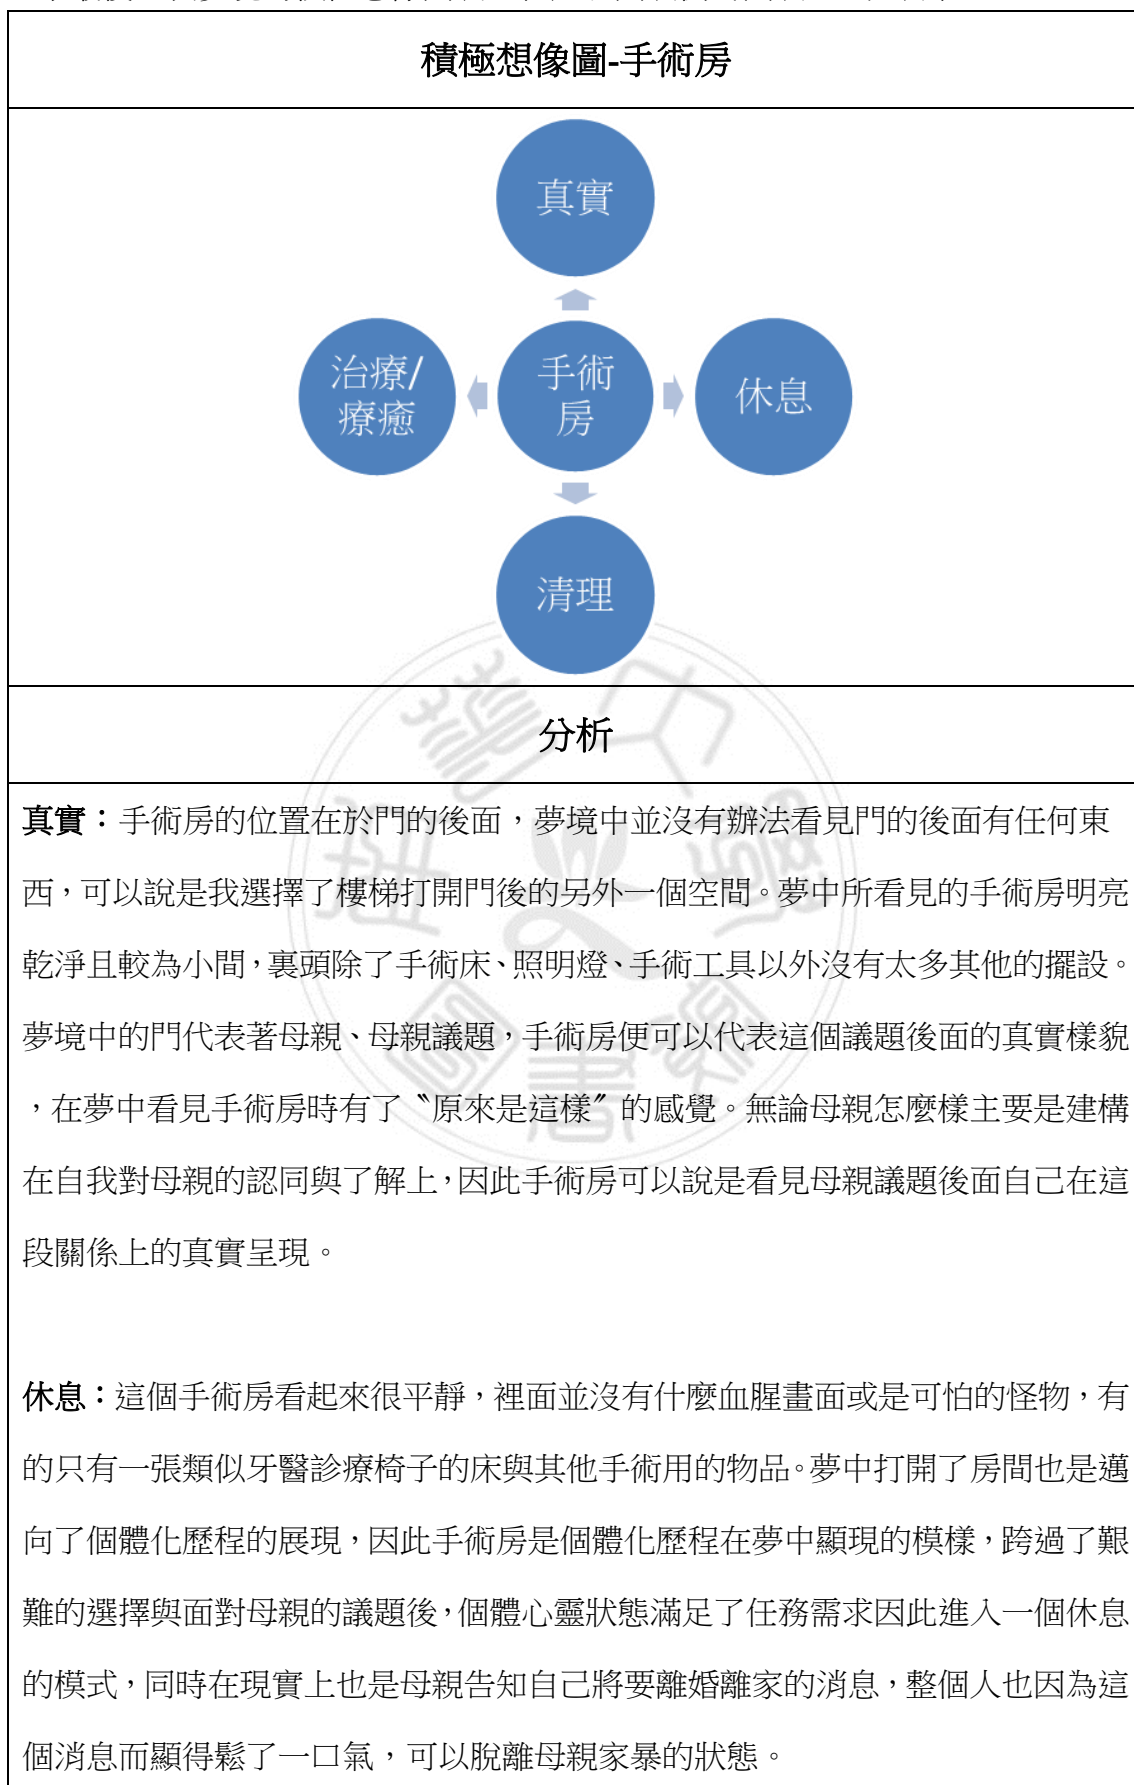 積極想像圖-手術房
真實
治療/
療癒
手術
房
休息
清理
分析
真實：手術房的位置在於門的後面，夢境中並沒有辦法看見門的後面有任何東
西，可以說是我選擇了樓梯打開門後的另外一個空間。夢中所看見的手術房明亮
乾淨且較為小間，裏頭除了手術床、照明燈、手術工具以外沒有太多其他的擺設。
夢境中的門代表著母親、母親議題，手術房便可以代表這個議題後面的真實樣貌
，在夢中看見手術房時有了〝原來是這樣〞的感覺。無論母親怎麼樣主要是建構
在自我對母親的認同與了解上，因此手術房可以說是看見母親議題後面自己在這
段關係上的真實呈現。
休息：這個手術房看起來很平靜，裡面並沒有什麼血腥畫面或是可怕的怪物，有
的只有一張類似牙醫診療椅子的床與其他手術用的物品。夢中打開了房間也是邁
向了個體化歷程的展現，因此手術房是個體化歷程在夢中顯現的模樣，跨過了艱
難的選擇與面對母親的議題後，個體心靈狀態滿足了任務需求因此進入一個休息
的模式，同時在現實上也是母親告知自己將要離婚離家的消息，整個人也因為這
個消息而顯得鬆了一口氣，可以脫離母親家暴的狀態。